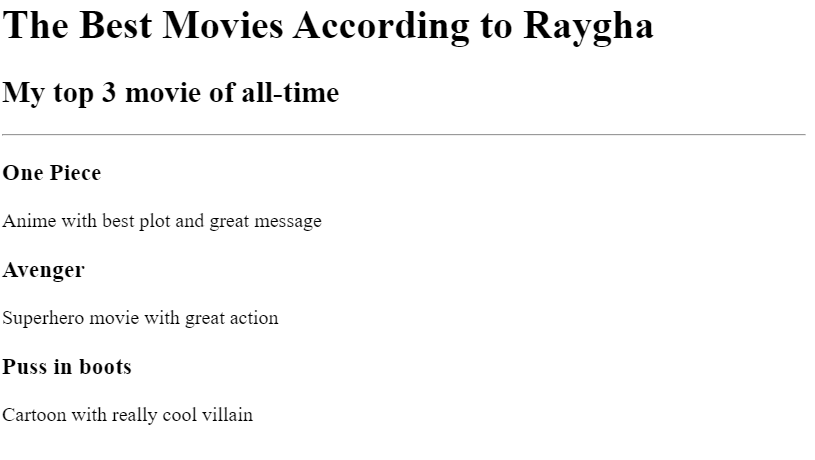 The Best Movies According to Raygha
My top 3 movie of all-time
One Piece
Anime with best plot and great message
Avenger
Superhero movie with great action
Puss in boots
Cartoon with really cool villain